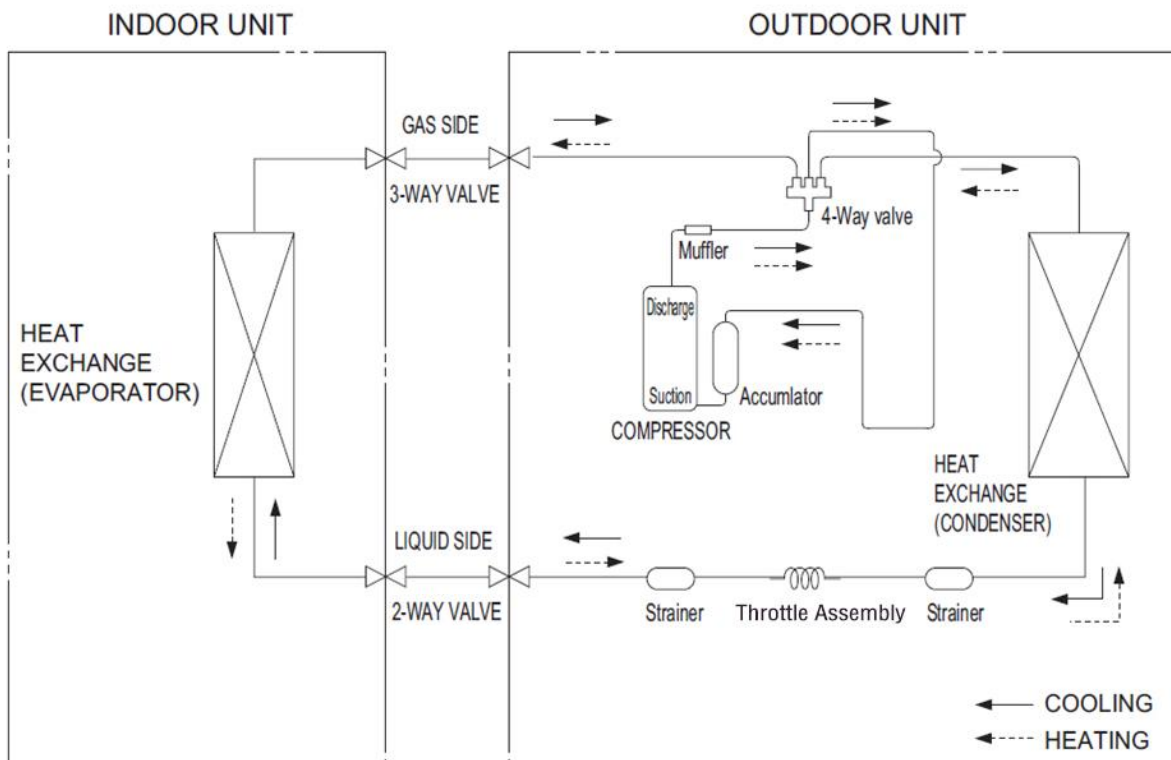 INDOOR UNIT
OUTDOOR UNIT
GAS SIDE
3-WAY VALVE
4-Way valve
Muffler
Discharge
Suction
COMPRESSOR
Accumlator
HEAT
EXCHANGE
(EVAPORATOR)
HEAT
EXCHANGE
(CONDENSER)
LIQUID SIDE
2-WAY VALVE
Strainer
Throttle Assembly
Strainer
COOLING
HEATING